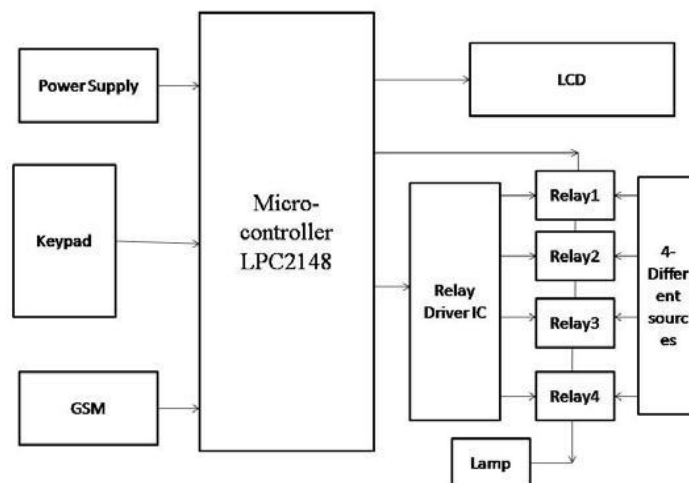 Power Supply
LCD
Micro-
controller
LPC2148
Keypad
Relay1
Relay2
Relay3
Relay4
Relay
Driver IC
4-
Differ
ent
sourc
es
GSM
Lamp